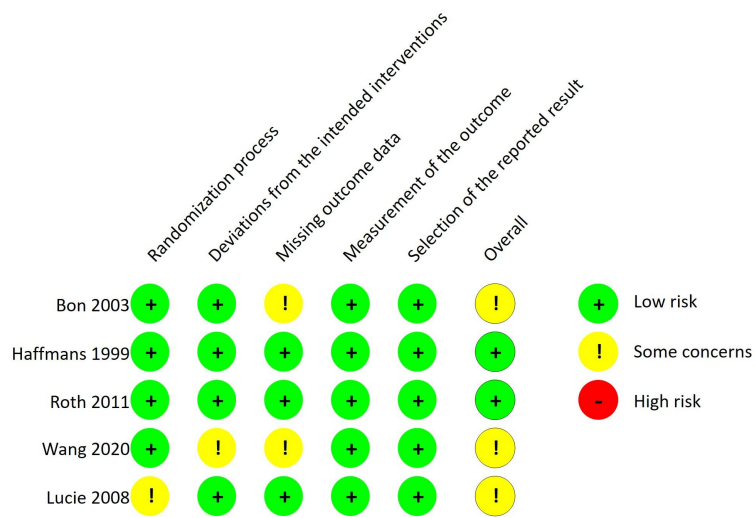 Randomization process
Deviations from the intended interventions
Missing outcome data
Measurement of the outcome
Selection of the reported result
Overall
Bon 2003 + + ! + + !
+ Low risk
Haffmans 1999 + + + + + +
! Some concerns
Roth 2011 + + + + + +
- High risk
Wang 2020 + ! ! + + !
Lucie 2008 ! + + + + !